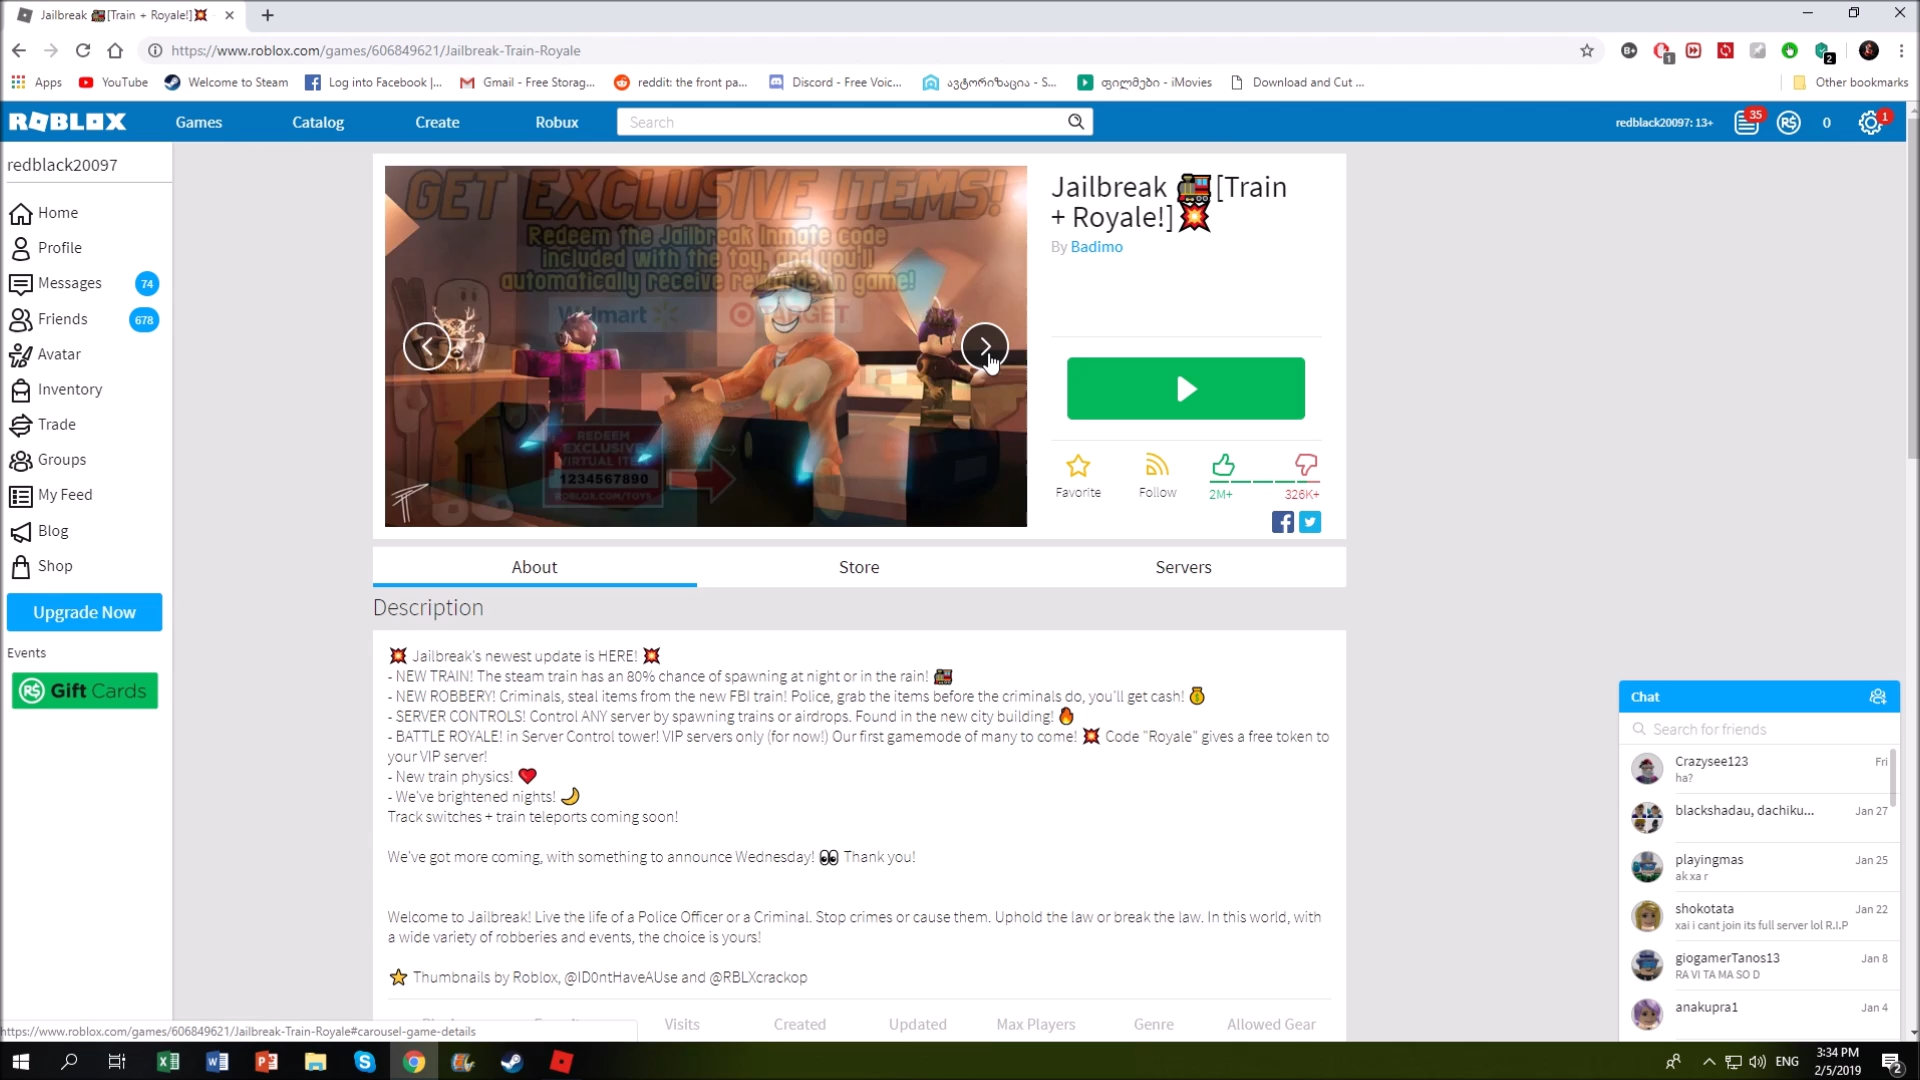 Jailbreak 🚂[Train + Royale!]💥
https://www.roblox.com/games/606849621/Jailbreak-Train-Royale
1
2
Apps
YouTube
Welcome to Steam
Log into Facebook |...
Gmail - Free Storag...
reddit: the front pa...
Discord - Free Voic...
ავტორიზაცია - S...
ფილმები - iMovies
Download and Cut ...
Other bookmarks
ROBLOX
Games
Catalog
Create
Robux
Search
redblack20097: 13+
35
R$
0
1
redblack20097
Home
Profile
Messages
74
Friends
678
Avatar
Inventory
Trade
Groups
My Feed
Blog
Shop
Upgrade Now
Events
R$ Gift Cards
GET EXCLUSIVE ITEMS!
Redeem the Jailbreak Inmate code
included with the toy, and you'll
automatically receive rewards in game!
Walmart
TARGET
REDEEM
EXCLUSIVE
VIRTUAL ITEM
1234567890
ROBLOX.COM/TOYS
Jailbreak 🚂[Train
+ Royale!]💥
By Badimo
Favorite
Follow
2M+
326K+
About
Store
Servers
Description
💥 Jailbreak's newest update is HERE! 💥
- NEW TRAIN! The steam train has an 80% chance of spawning at night or in the rain! 🚂
- NEW ROBBERY! Criminals, steal items from the new FBI train! Police, grab the items before the criminals do, you'll get cash! 💰
- SERVER CONTROLS! Control ANY server by spawning trains or airdrops. Found in the new city building! 🔥
- BATTLE ROYALE! in Server Control tower! VIP servers only (for now!) Our first gamemode of many to come! 💥 Code "Royale" gives a free token to
your VIP server!
- New train physics! ❤️
- We've brightened nights! 🌙
Track switches + train teleports coming soon!
We've got more coming, with something to announce Wednesday! 👀 Thank you!
Welcome to Jailbreak! Live the life of a Police Officer or a Criminal. Stop crimes or cause them. Uphold the law or break the law. In this world, with
a wide variety of robberies and events, the choice is yours!
⭐ Thumbnails by Roblox, @ID0ntHaveAUse and @RBLXcrackop
Visits
Created
Updated
Max Players
Genre
Allowed Gear
Chat
Search for friends
Crazysee123
Fri
ha?
blackshadau, dachiku...
Jan 27
playingmas
Jan 25
ak xa r
shokotata
Jan 22
xai i cant join its full server lol R.I.P
giogamerTanos13
Jan 8
RA VI TA MA SO D
anakupra1
Jan 4
https://www.roblox.com/games/606849621/Jailbreak-Train-Royale#carousel-game-details
ENG
3:34 PM
2/5/2019
2